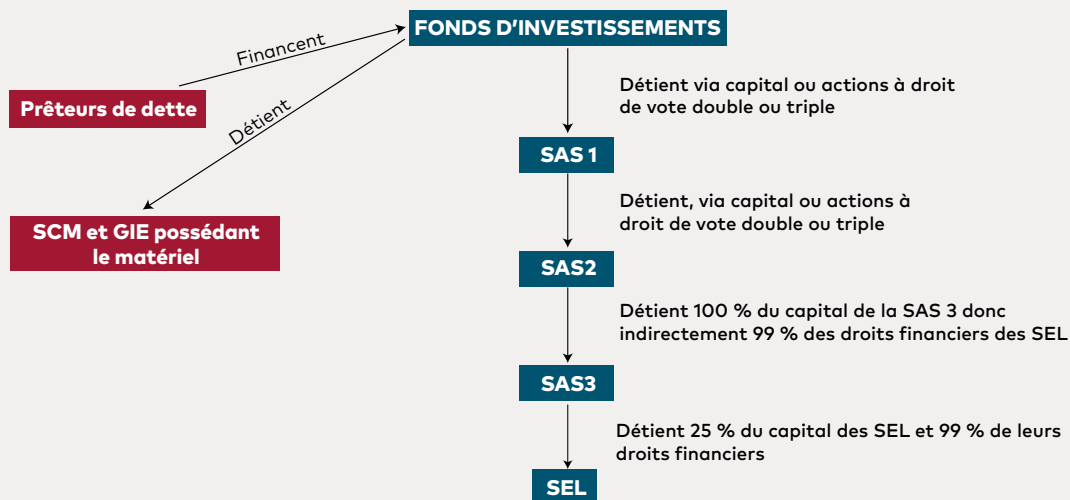 FONDS D'INVESTISSEMENTS
Financent
Prêteurs de dette
Détient
SCM et GIE possédant
le matériel
Détient via capital ou actions à droit
de vote double ou triple
SAS 1
Détient, via capital ou actions à
droit de vote double ou triple
SAS2
Détient 100 % du capital de la SAS 3 donc
indirectement 99 % des droits financiers des SEL
SAS3
Détient 25 % du capital des SEL et 99 % de leurs
droits financiers
SEL